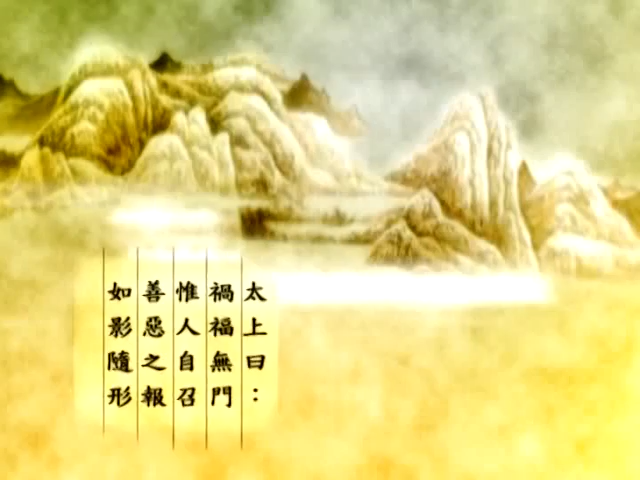 太上曰：
禍福無門
惟人自召
善惡之報
如影隨形